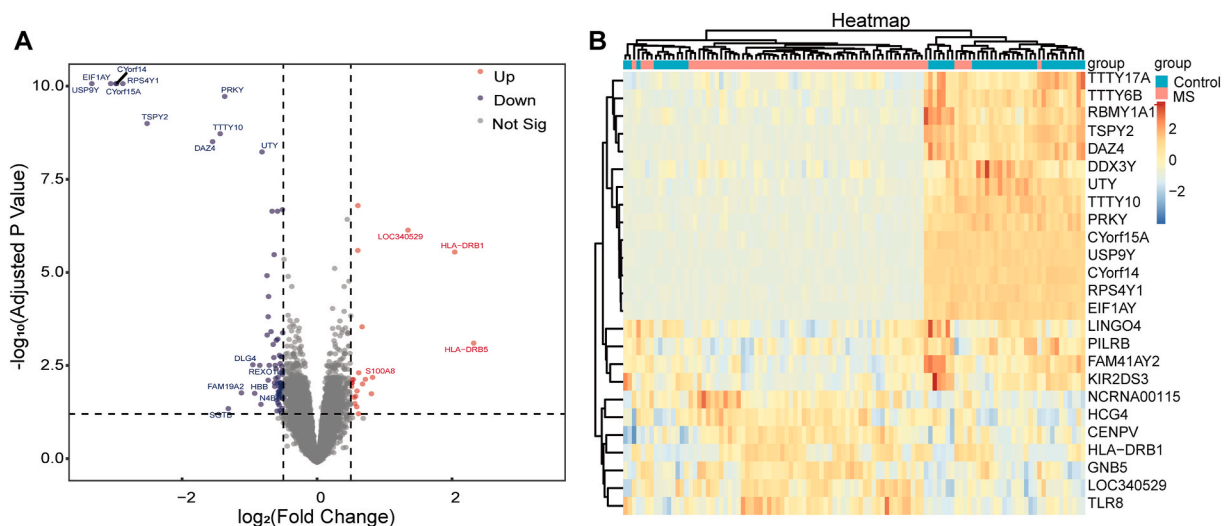 A
-log₁₀(Adjusted P Value)
10.0
7.5
5.0
2.5
0.0
−2
0
2
log₂(Fold Change)
CYorf14
EIF1AY
RPS4Y1
USP9Y
CYorf15A
PRKY
TSPY2
TTTY10
DAZ4
UTY
Up
Down
Not Sig
LOC340529
HLA−DRB1
HLA−DRB5
DLG4
S100A8
FAM19A2
HBB
B
Heatmap
group
group
Control
MS
2
0
−2
TTTY17A
TTTY6B
RBMY1A1
TSPY2
DAZ4
DDX3Y
UTY
TTTY10
PRKY
CYorf15A
USP9Y
CYorf14
RPS4Y1
EIF1AY
LINGO4
PILRB
FAM41AY2
KIR2DS3
NCRNA00115
HCG4
CENPV
HLA−DRB1
GNB5
LOC340529
TLR8